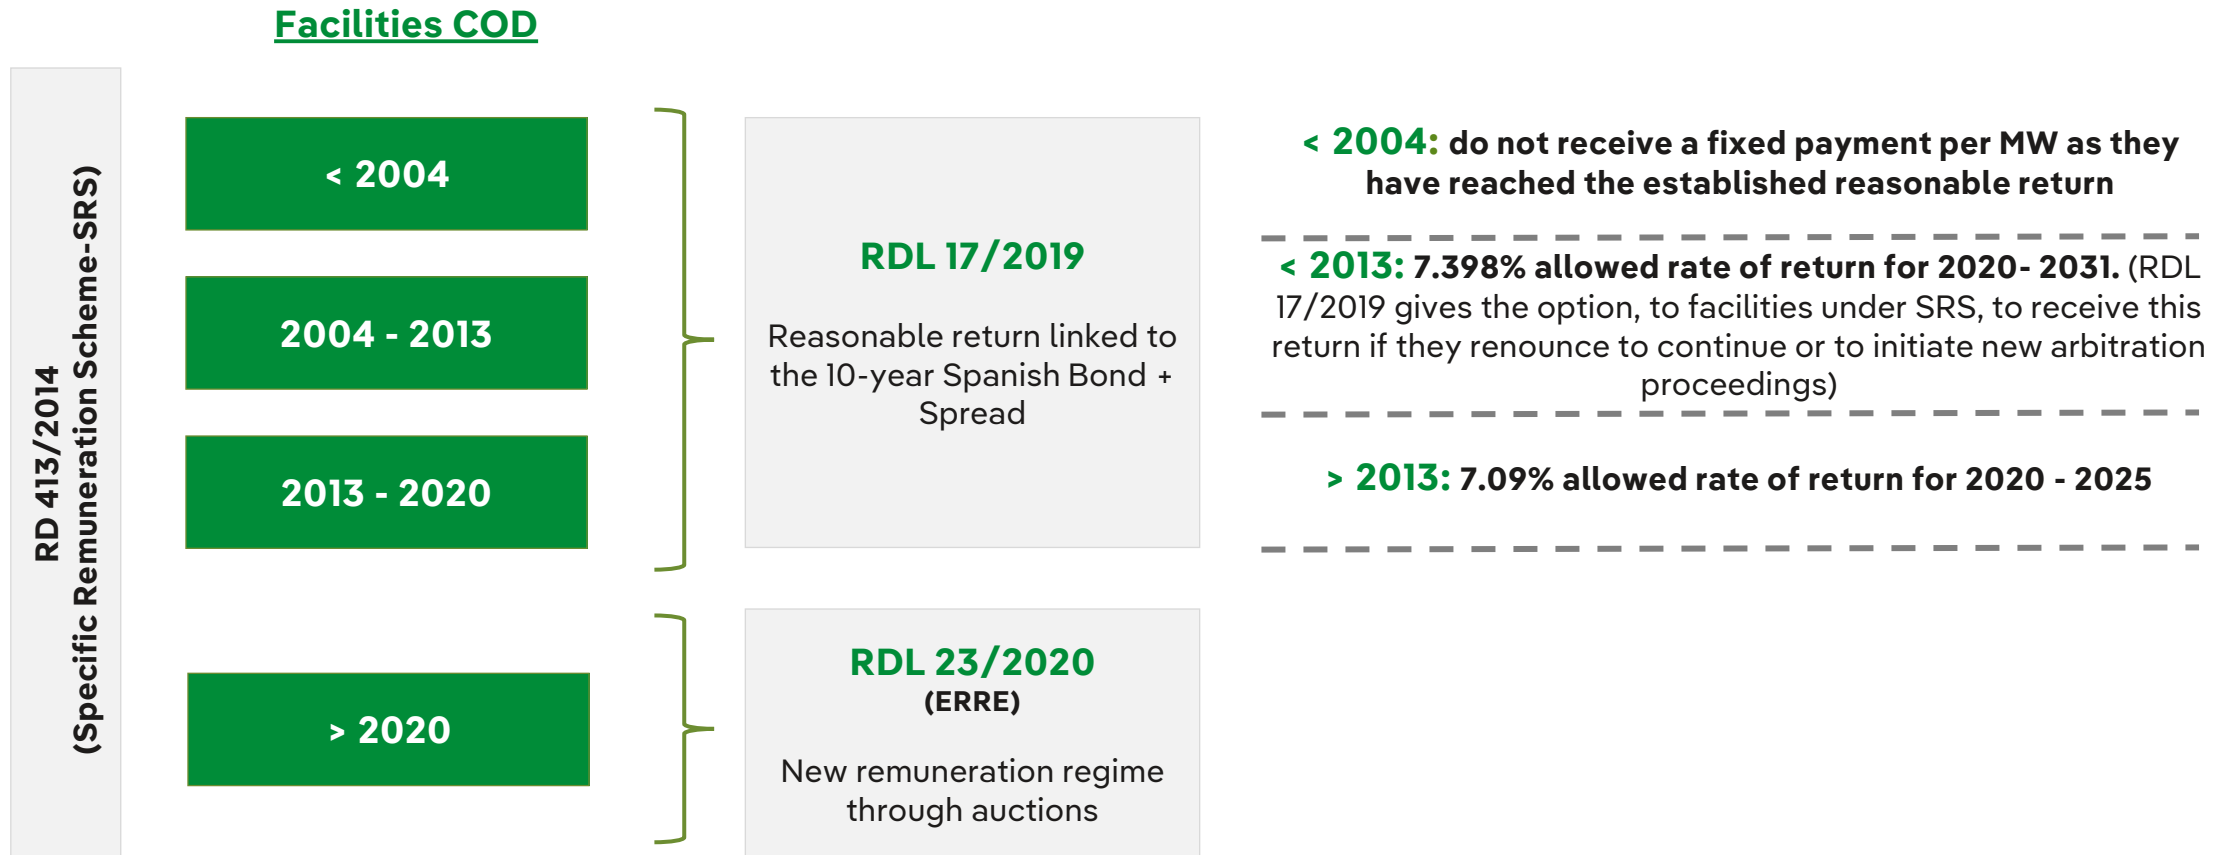 Facilities COD
RD 413/2014
(Specific Remuneration Scheme-SRS)
< 2004
2004 - 2013
2013 - 2020
> 2020
RDL 17/2019
Reasonable return linked to
the 10-year Spanish Bond +
Spread
RDL 23/2020
(ERRE)
New remuneration regime
through auctions
< 2004: do not receive a fixed payment per MW as they
have reached the established reasonable return
< 2013: 7.398% allowed rate of return for 2020- 2031. (RDL
17/2019 gives the option, to facilities under SRS, to receive this
return if they renounce to continue or to initiate new arbitration
proceedings)
> 2013: 7.09% allowed rate of return for 2020 - 2025